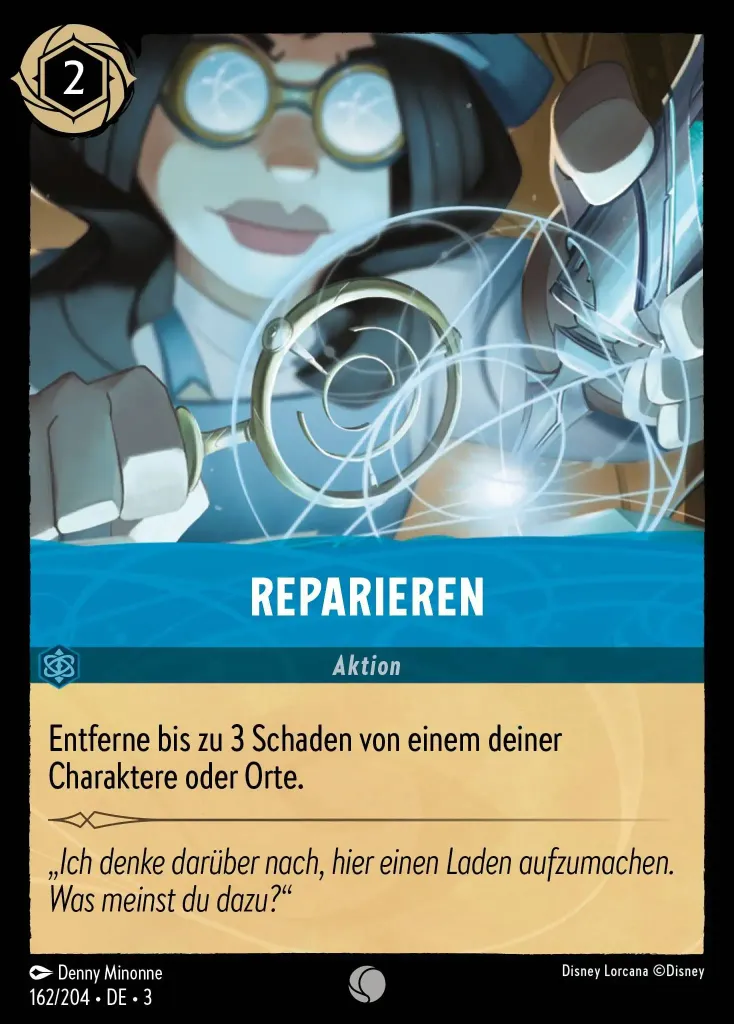 2
REPARIEREN
Aktion
Entferne bis zu 3 Schaden von einem deiner
Charaktere oder Orte.
„Ich denke darüber nach, hier einen Laden aufzumachen.
Was meinst du dazu?“
Denny Minonne
Disney Lorcana ©Disney
162/204 • DE • 3